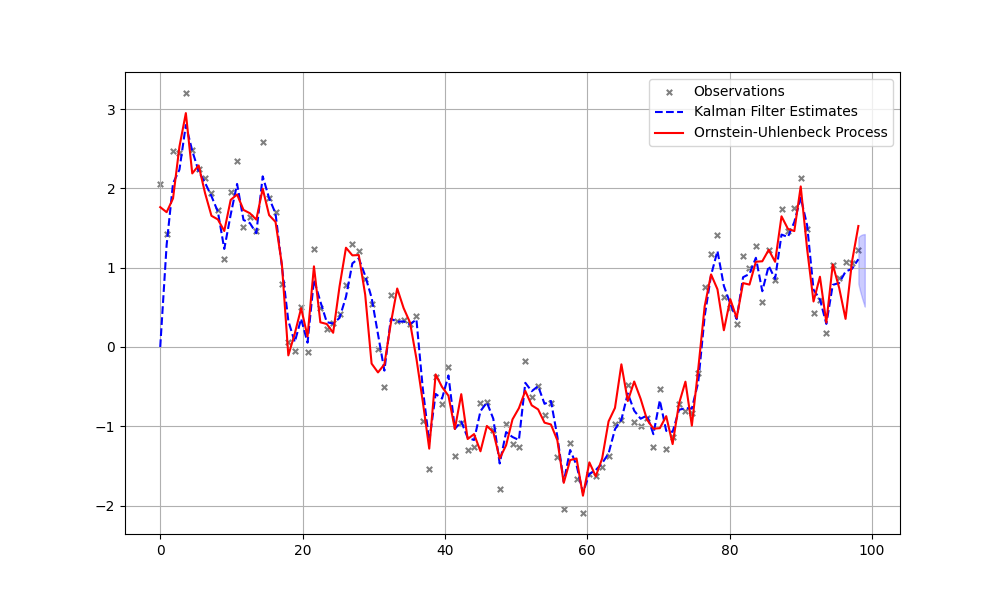 Observations
Kalman Filter Estimates
Ornstein-Uhlenbeck Process
3
2
1
0
−1
−2
0 20 40 60 80 100